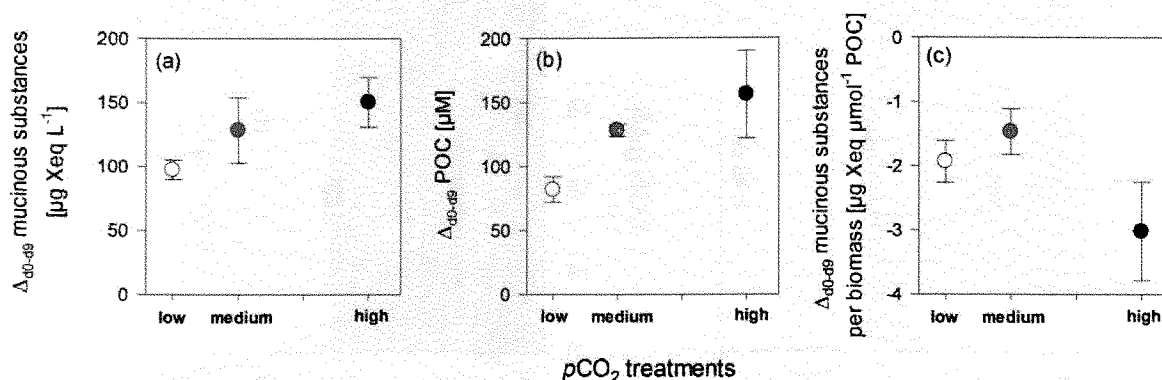 Δd0-d9 mucinous substances
[µg Xeq L⁻¹]
200
150
100
50
0
(a)
low medium high
Δd0-d9 POC [µM]
200
150
100
50
0
(b)
low medium high
Δd0-d9 mucinous substances
per biomass [µg Xeq µmol⁻¹ POC]
0
-1
-2
-3
-4
(c)
low medium high
pCO₂ treatments